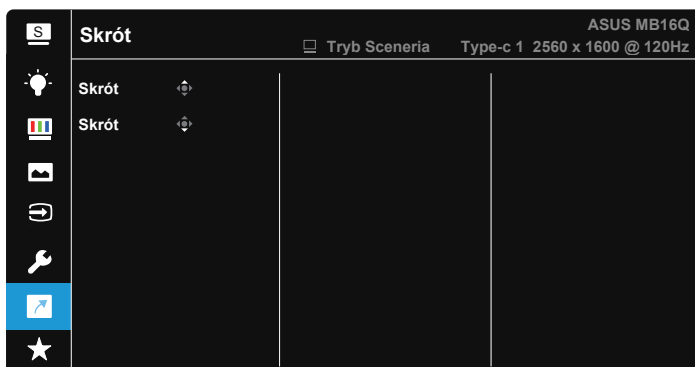 S
Skrót
ASUS MB16Q
Tryb Sceneria Type-c 1 2560 x 1600 @ 120Hz
Skrót
Skrót